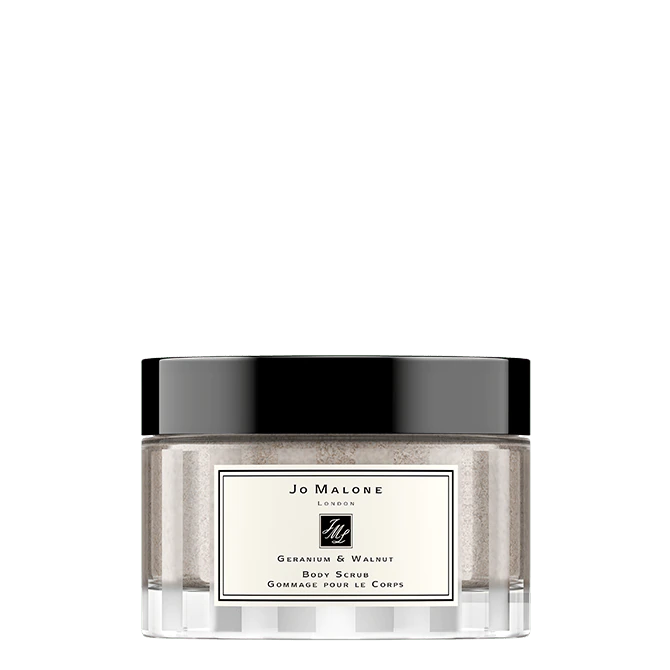 Jo Malone
London
JML
Geranium & Walnut
Body Scrub
Gommage pour le Corps